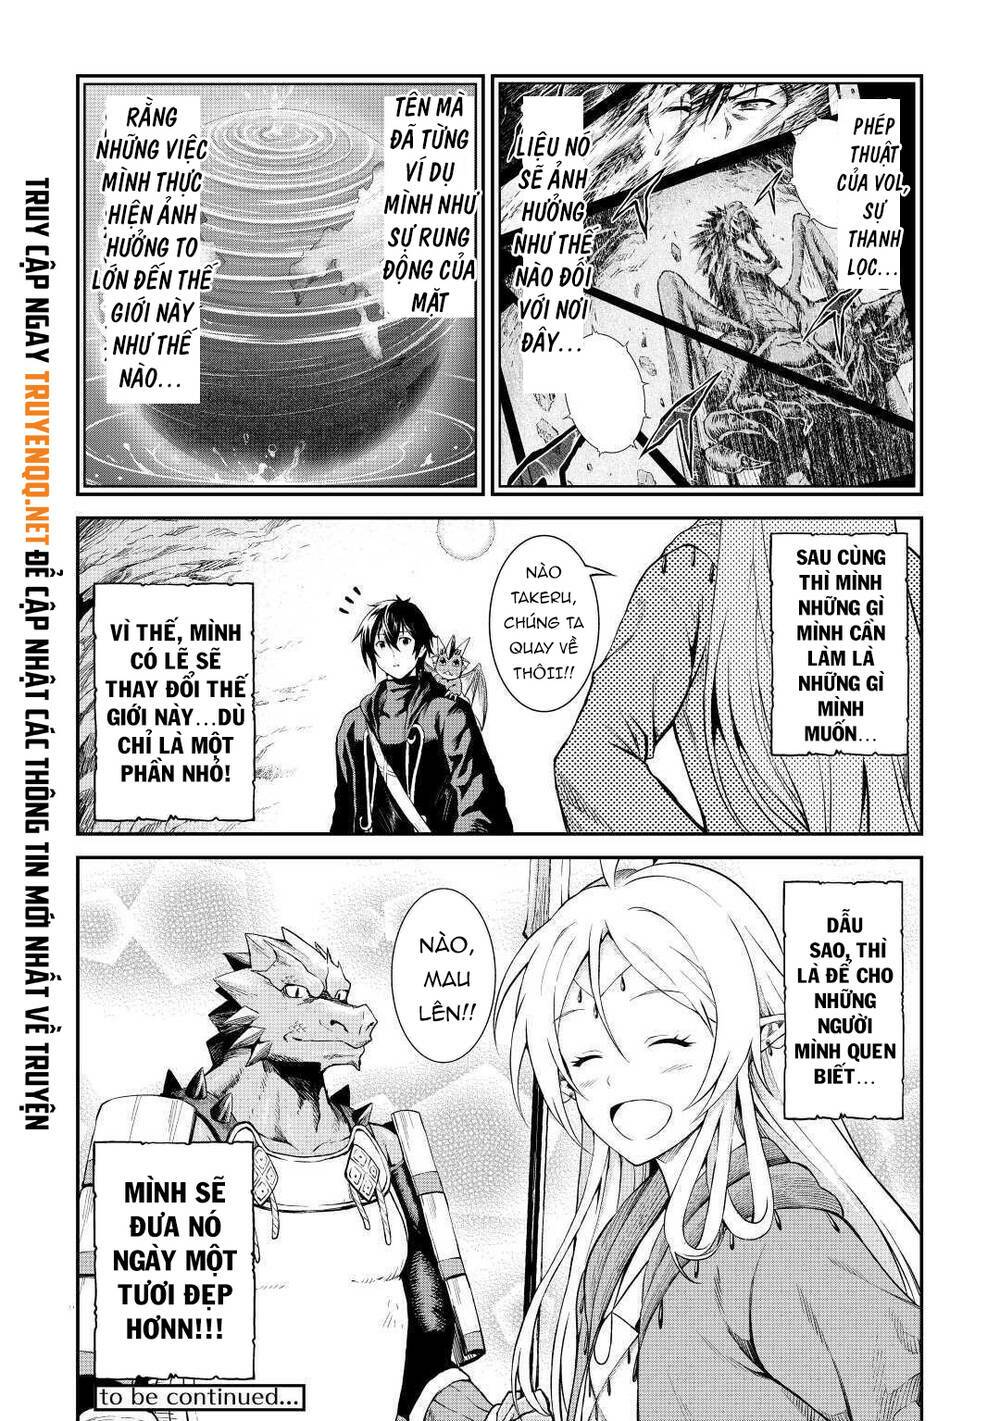 PHÉP
THUẬT
CỦA VOL,
SỰ
THANH
LỌC...
LIỆU NÓ
SẼ ẢNH
HƯỞNG
NHƯ THẾ
NÀO ĐỐI
VỚI NƠI
ĐÂY...
TÊN MÀ
ĐÃ TỪNG
VÍ DỤ
MÌNH NHƯ
SỰ RUNG
ĐỘNG CỦA
MẶT
RẰNG
NHỮNG VIỆC
MÌNH THỰC
HIỆN ẢNH
HƯỞNG TO
LỚN ĐẾN THẾ
GIỚI NÀY
NHƯ THẾ
NÀO...
SAU CÙNG
THÌ MÌNH
NHỮNG GÌ
MÌNH CẦN
LÀM LÀ
NHỮNG GÌ
MÌNH
MUỐN...
NÀO
TAKERU,
CHÚNG TA
QUAY VỀ
THÔII!!
VÌ THẾ, MÌNH
CÓ LẼ SẼ
THAY ĐỔI THẾ
GIỚI NÀY...DÙ
CHỈ LÀ MỘT
PHẦN NHỎ!
DẪU
SAO, THÌ
LÀ ĐỂ CHO
NHỮNG
NGƯỜI
MÌNH QUEN
BIẾT...
NÀO,
MAU
LÊN!!
MÌNH SẼ
ĐƯA NÓ
NGÀY MỘT
TƯƠI ĐẸP
HƠNN!!!
to be continued...
TRUY CẬP NGAY TRUYENQQ.NET ĐỂ CẬP NHẬT CÁC THÔNG TIN MỚI NHẤT VỀ TRUYỆN